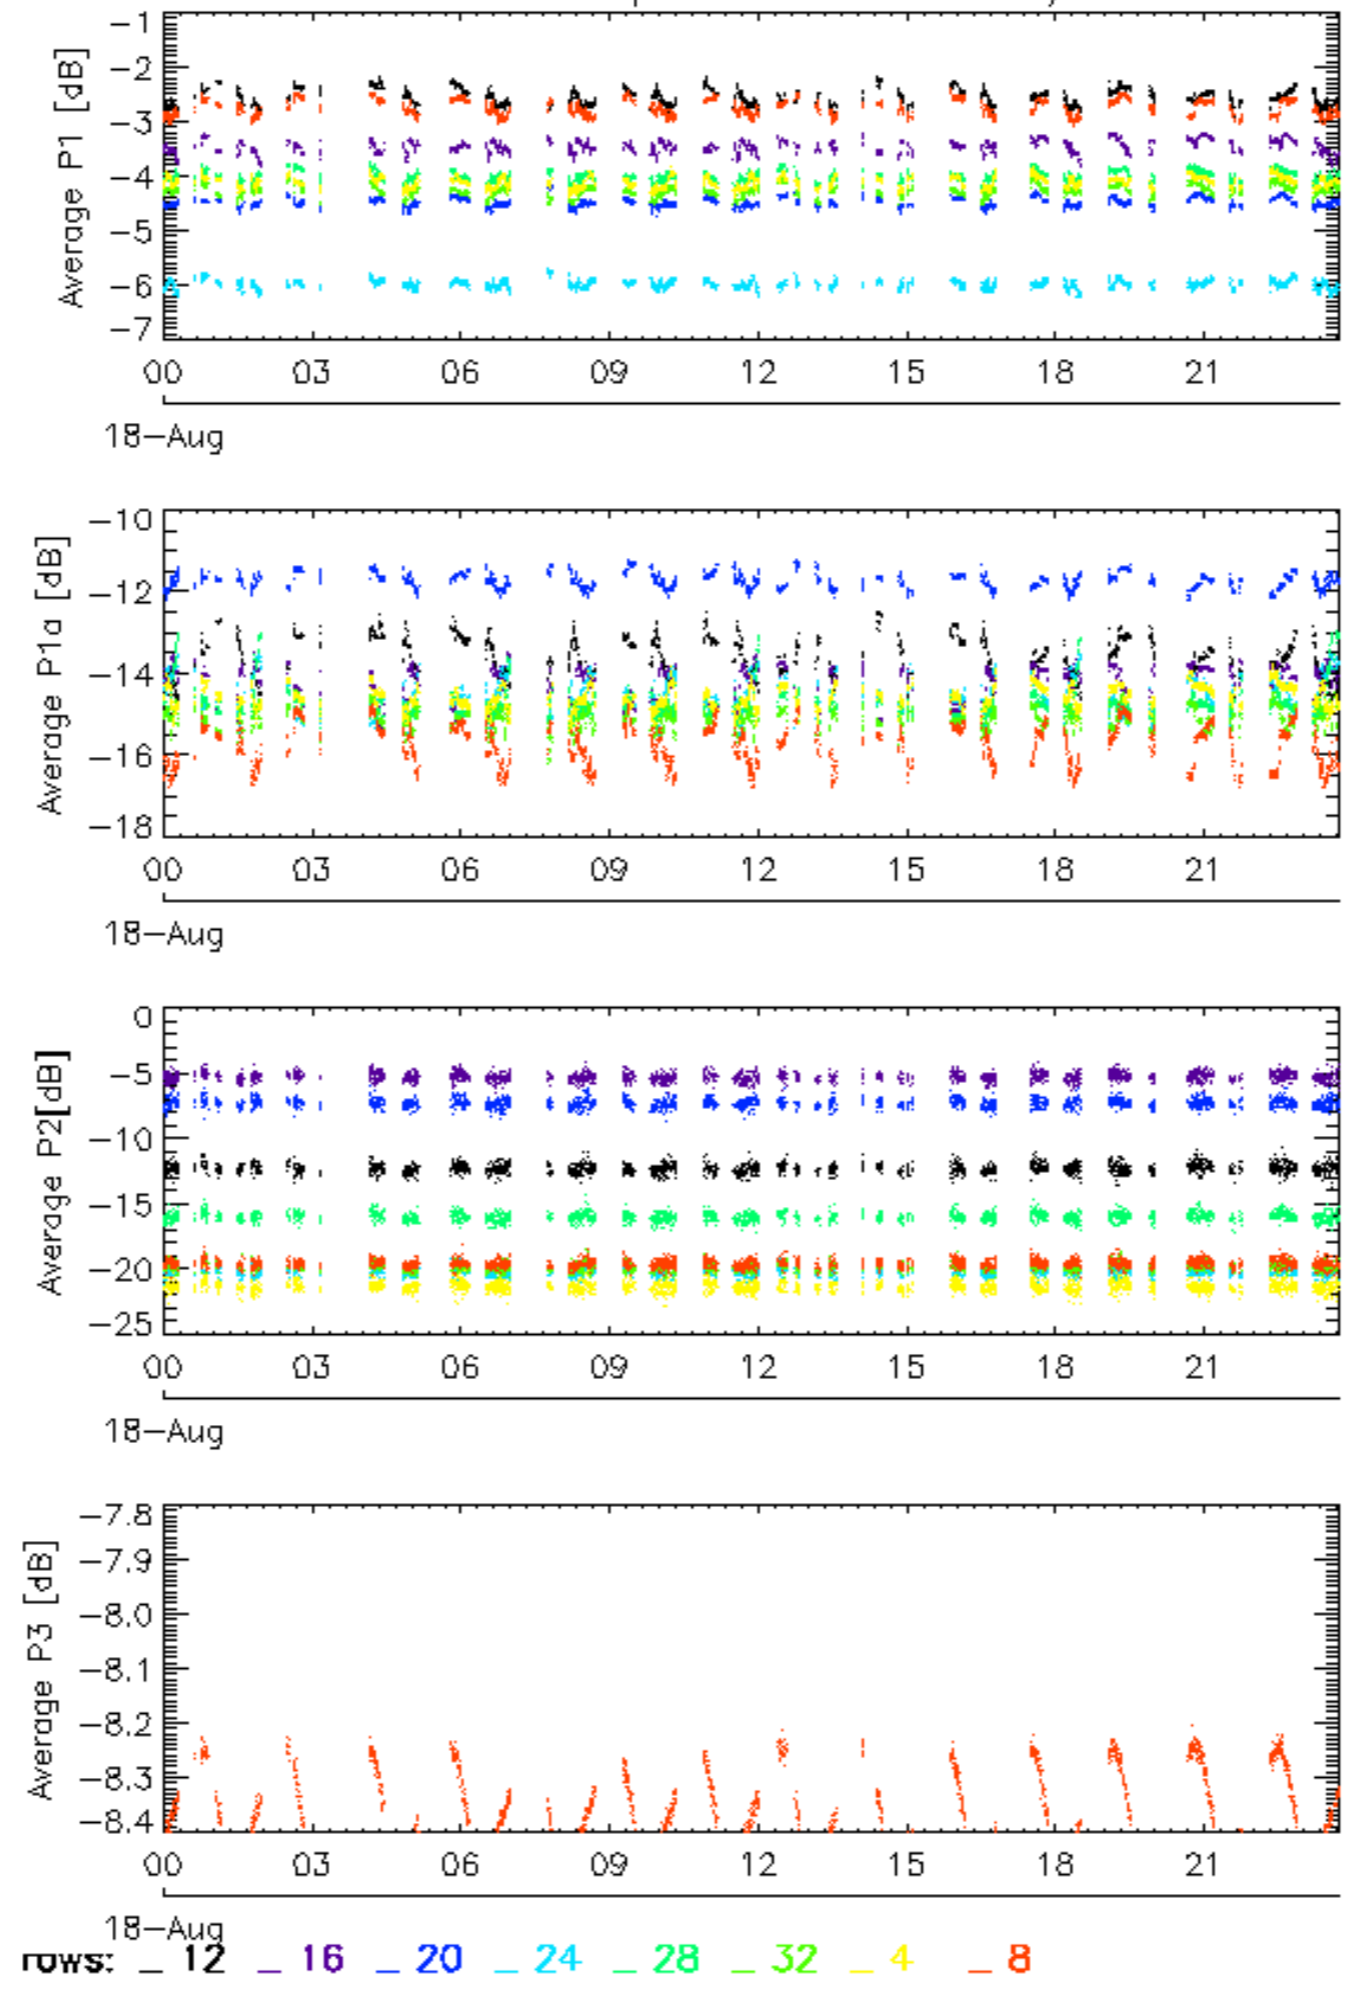 Average P1 [dB]
−1
−2
−3
−4
−5
−6
−7
00 03 06 09 12 15 18 21
18−Aug
Average P1a [dB]
−10
−12
−14
−16
−18
00 03 06 09 12 15 18 21
18−Aug
Average P2[dB]
0
−5
−10
−15
−20
−25
00 03 06 09 12 15 18 21
18−Aug
Average P3 [dB]
−7.8
−7.9
−8.0
−8.1
−8.2
−8.3
−8.4
00 03 06 09 12 15 18 21
18−Aug
rows: _ 12 _ 16 _ 20 _ 24 _ 28 _ 32 _ 4 _ 8